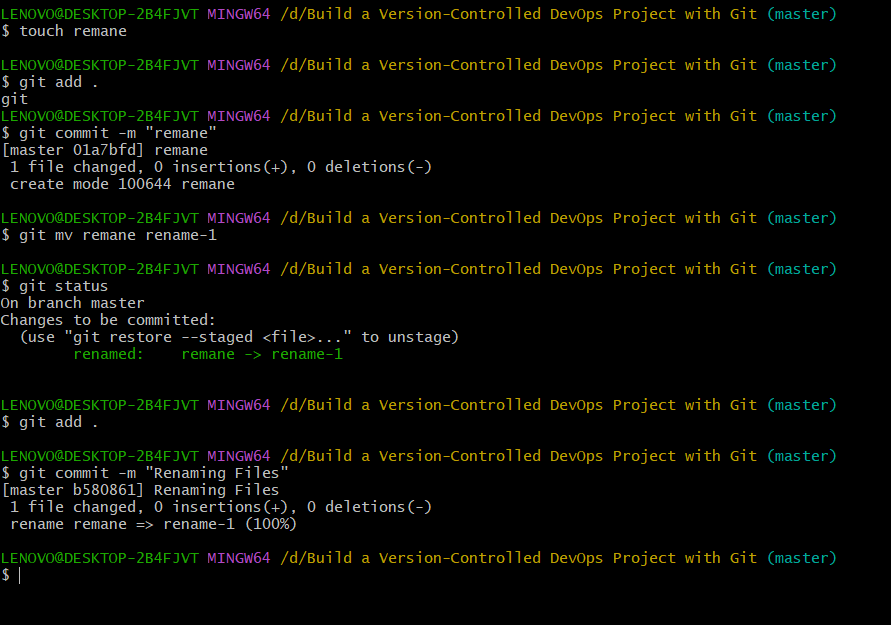 LENOVO@DESKTOP-2B4FJVT MINGW64 /d/Build a Version-Controlled DevOps Project with Git (master)
$ touch remane
LENOVO@DESKTOP-2B4FJVT MINGW64 /d/Build a Version-Controlled DevOps Project with Git (master)
$ git add .
git
LENOVO@DESKTOP-2B4FJVT MINGW64 /d/Build a Version-Controlled DevOps Project with Git (master)
$ git commit -m "remane"
[master 01a7bfd] remane
 1 file changed, 0 insertions(+), 0 deletions(-)
 create mode 100644 remane
LENOVO@DESKTOP-2B4FJVT MINGW64 /d/Build a Version-Controlled DevOps Project with Git (master)
$ git mv remane rename-1
LENOVO@DESKTOP-2B4FJVT MINGW64 /d/Build a Version-Controlled DevOps Project with Git (master)
$ git status
On branch master
Changes to be committed:
  (use "git restore --staged <file>..." to unstage)
        renamed:    remane -> rename-1
LENOVO@DESKTOP-2B4FJVT MINGW64 /d/Build a Version-Controlled DevOps Project with Git (master)
$ git add .
LENOVO@DESKTOP-2B4FJVT MINGW64 /d/Build a Version-Controlled DevOps Project with Git (master)
$ git commit -m "Renaming Files"
[master b580861] Renaming Files
 1 file changed, 0 insertions(+), 0 deletions(-)
 rename remane => rename-1 (100%)
LENOVO@DESKTOP-2B4FJVT MINGW64 /d/Build a Version-Controlled DevOps Project with Git (master)
$